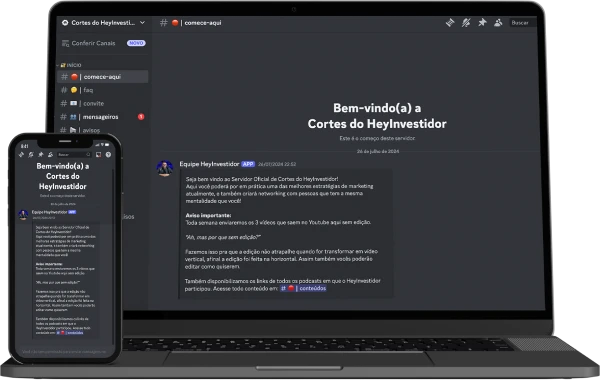 Cortes do HeyInvesti...
# | comece-aqui
Buscar
Conferir Canais
NOVO
INÍCIO
# | comece-aqui
# | faq
# | convite
# | mensageiros
1
# | avisos
Bem-vindo(a) a
Cortes do HeyInvestidor
Este é o começo deste servidor.
26 de julho de 2024
Equipe HeyInvestidor APP 26/07/2024 22:52
Seja bem vindo ao Servidor Oficial de Cortes do HeyInvestidor!
Aqui você poderá por em prática uma das melhores estratégias de marketing
atualmente, e também criará networking com pessoas que tem a mesma
mentalidade que você!
Aviso importante:
Toda semana enviaremos os 3 vídeos que saem no Youtube aqui sem edição.
"Ah, mas por que sem edição?"
Fazemos isso pra que a edição não atrapalhe quando for transformar em vídeo
vertical, afinal a edição foi feita na horizontal. Assim também vocês poderão
editar como quiserem.
Também disponibilizamos os links de todos os podcasts em que o HeyInvestidor
participou. Acesse todo conteúdo em: # | conteúdos
8:41
Buscar
Bem-vindo(a) a
Cortes do
HeyInvestidor
Este é o começo deste servidor.
26 de julho de 2024
Equipe HeyInvestidor APP
Seja bem vindo ao Servidor Oficial de
Cortes do HeyInvestidor!
Aqui você poderá por em prática uma das
melhores estratégias de marketing
atualmente, e também criará networking
com pessoas que tem a mesma
mentalidade que você!
Aviso importante:
Toda semana enviaremos os 3 vídeos que
saem no Youtube aqui sem edição.
"Ah, mas por que sem edição?"
Fazemos isso pra que a edição não
atrapalhe quando for transformar em
vídeo vertical, afinal a edição foi feita na
horizontal. Assim também vocês poderão
editar como quiserem.
Também disponibilizamos os links de
todos os podcasts em que o
HeyInvestidor participou. Acesse todo
conteúdo em: # | conteúdos